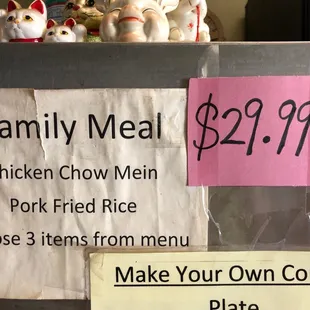 amily Meal
$29.99
hicken Chow Mein
Pork Fried Rice
ose 3 items from menu
Make Your Own Co
Plate